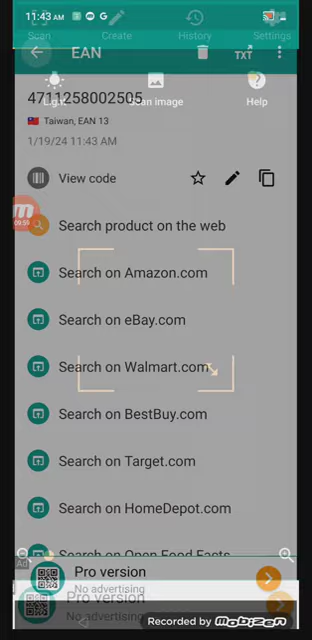 11:43 AM
Scan
Create
History
Settings
EAN
TXT
Light
Scan image
Help
4711258002505
Taiwan, EAN 13
1/19/24 11:43 AM
View code
09:55
Search product on the web
Search on Amazon.com
Search on eBay.com
Search on Walmart.com
Search on BestBuy.com
Search on Target.com
Search on HomeDepot.com
Search on Open Food Facts
Ad
Pro version
No advertising
Pro version
No advertising
Recorded by Mobizen